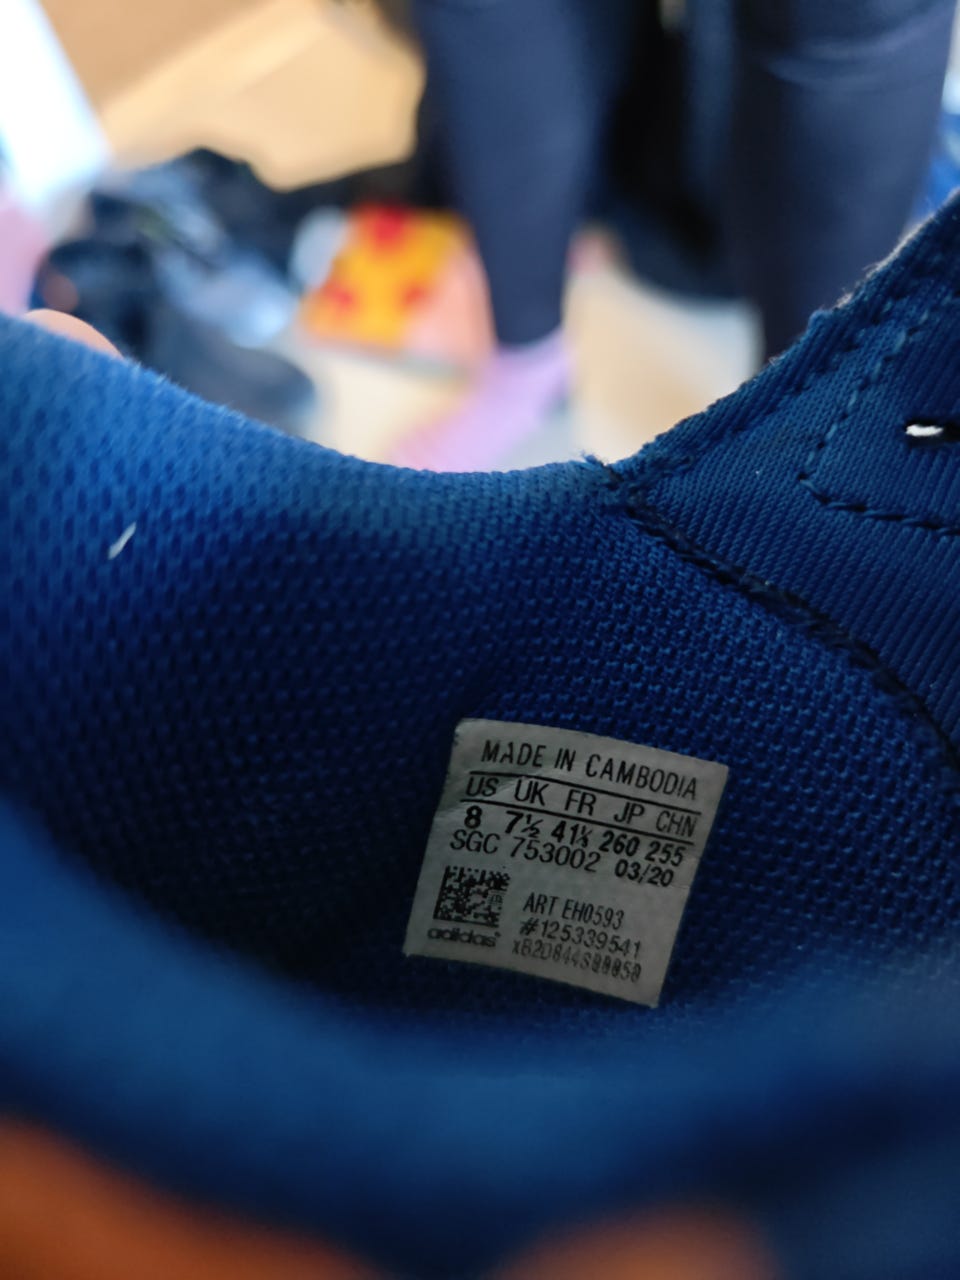 MADE IN CAMBODIA
US UK FR JP CHN
8 7½ 41⅓ 260 255
SGC 753002 03/20
ART EH0593
#125339541
adidas